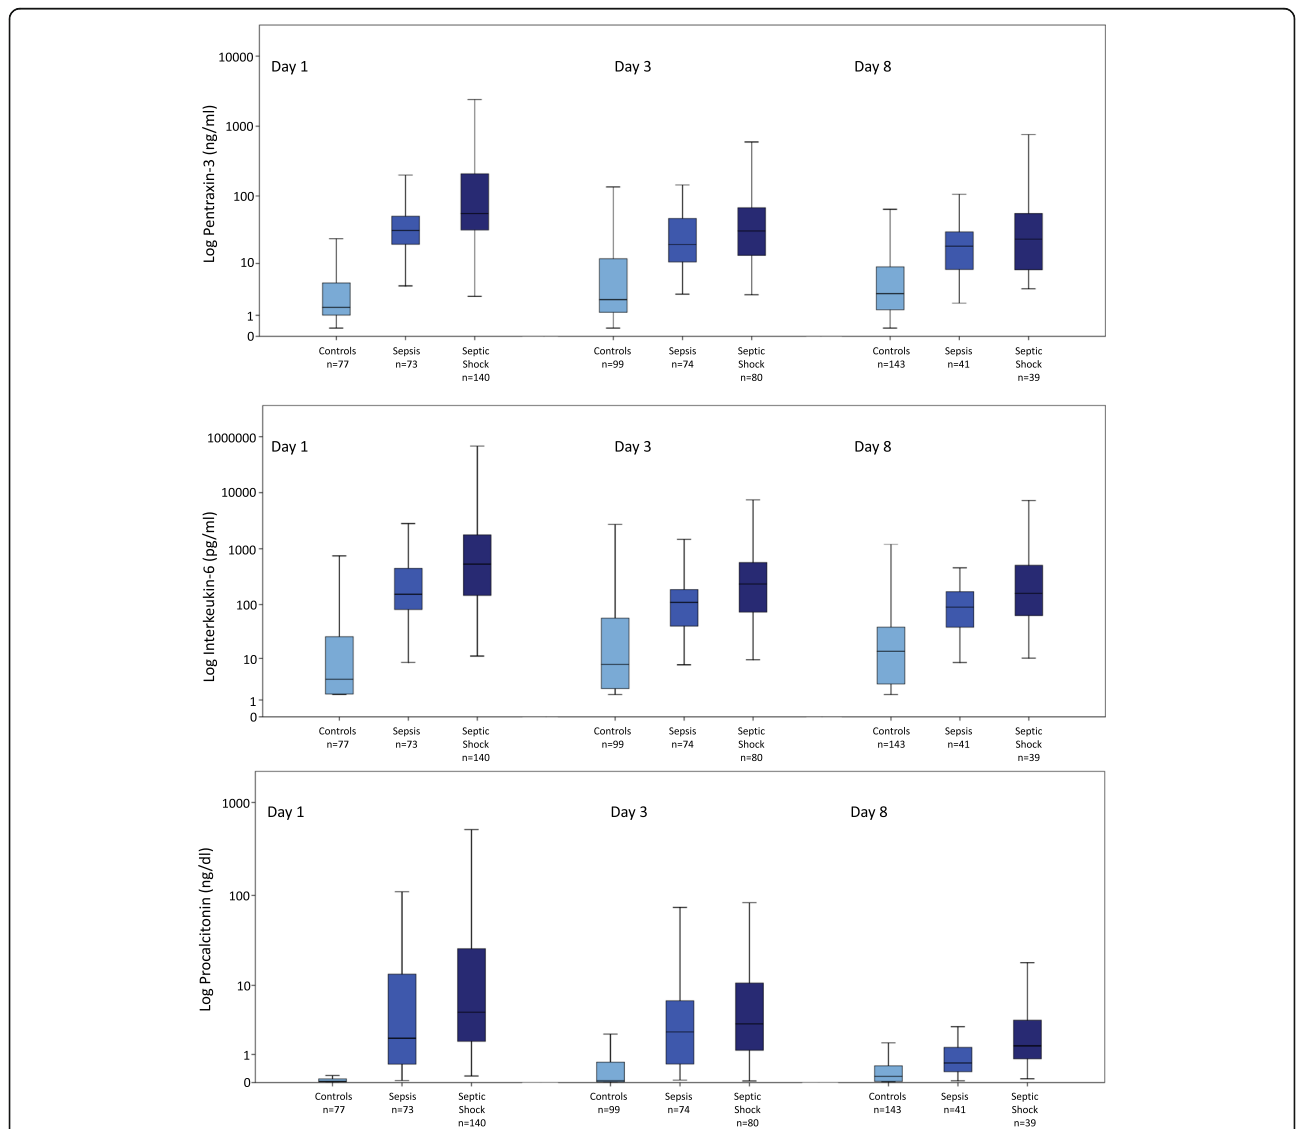 Log Pentraxin-3 (ng/ml)
10000
1000
100
10
1
0
Day 1
Day 3
Day 8
Controls
n=77
Sepsis
n=73
Septic
Shock
n=140
Controls
n=99
Sepsis
n=74
Septic
Shock
n=80
Controls
n=143
Sepsis
n=41
Septic
Shock
n=39
Log Interkeukin-6 (pg/ml)
1000000
10000
1000
100
10
1
0
Day 1
Day 3
Day 8
Controls
n=77
Sepsis
n=73
Septic
Shock
n=140
Controls
n=99
Sepsis
n=74
Septic
Shock
n=80
Controls
n=143
Sepsis
n=41
Septic
Shock
n=39
Log Procalcitonin (ng/dl)
1000
100
10
1
0
Day 1
Day 3
Day 8
Controls
n=77
Sepsis
n=73
Septic
Shock
n=140
Controls
n=99
Sepsis
n=74
Septic
Shock
n=80
Controls
n=143
Sepsis
n=41
Septic
Shock
n=39